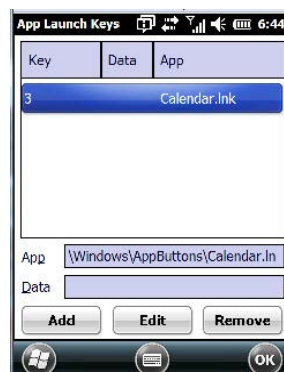 App Launch Keys 6:44
Key Data App
3 Calendar.lnk
App \Windows\AppButtons\Calendar.ln
Data
Add Edit Remove
OK